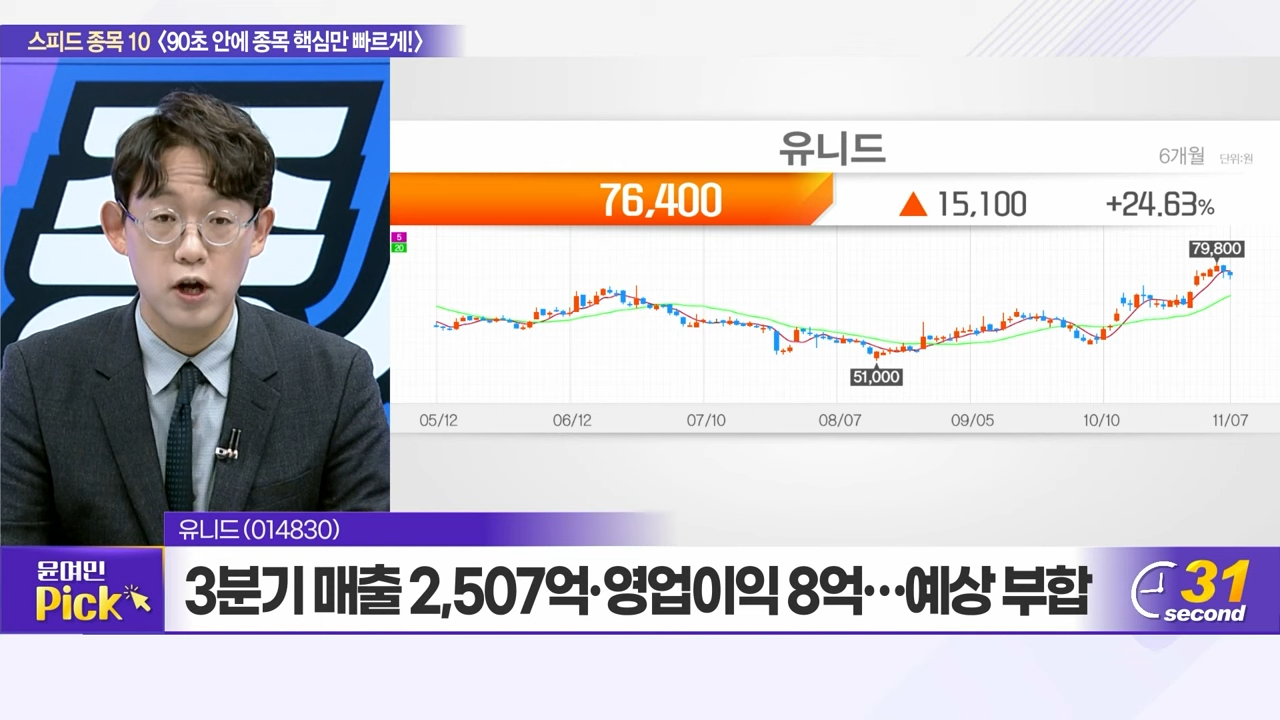 스피드 종목 10 <90초 안에 종목 핵심만 빠르게!>
유니드
6개월 단위:원
76,400 ▲ 15,100 +24.63%
5
20
79,800
51,000
05/12 06/12 07/10 08/07 09/05 10/10 11/07
유니드(014830)
윤여민
Pick
3분기 매출 2,507억·영업이익 8억…예상 부합
31
second